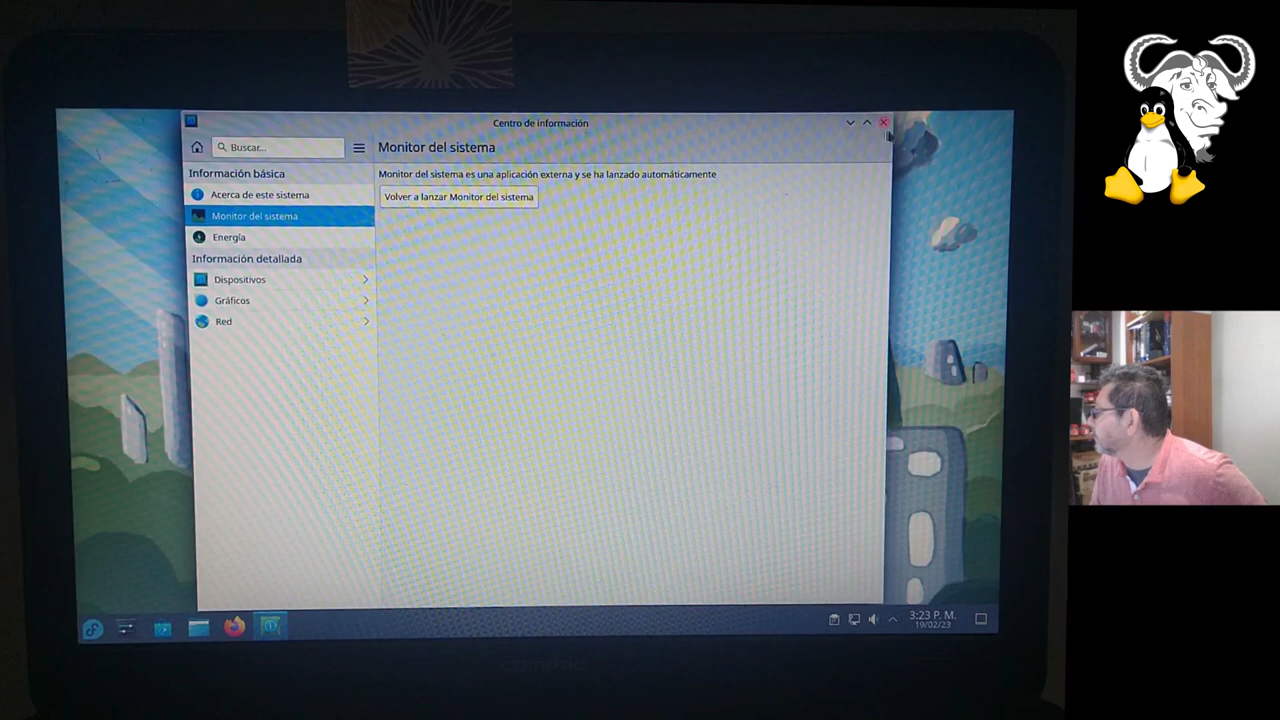 Centro de información
Buscar...
Monitor del sistema
Información básica
Monitor del sistema es una aplicación externa y se ha lanzado automáticamente
Acerca de este sistema
Volver a lanzar Monitor del sistema
Monitor del sistema
Energía
Información detallada
Dispositivos
Gráficos
Red
3:23 P. M.
19/02/23